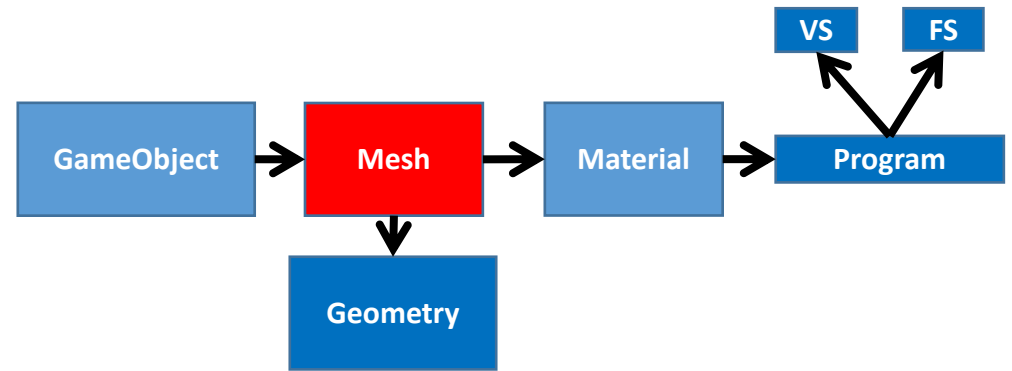 VS
FS
GameObject
Mesh
Material
Program
Geometry